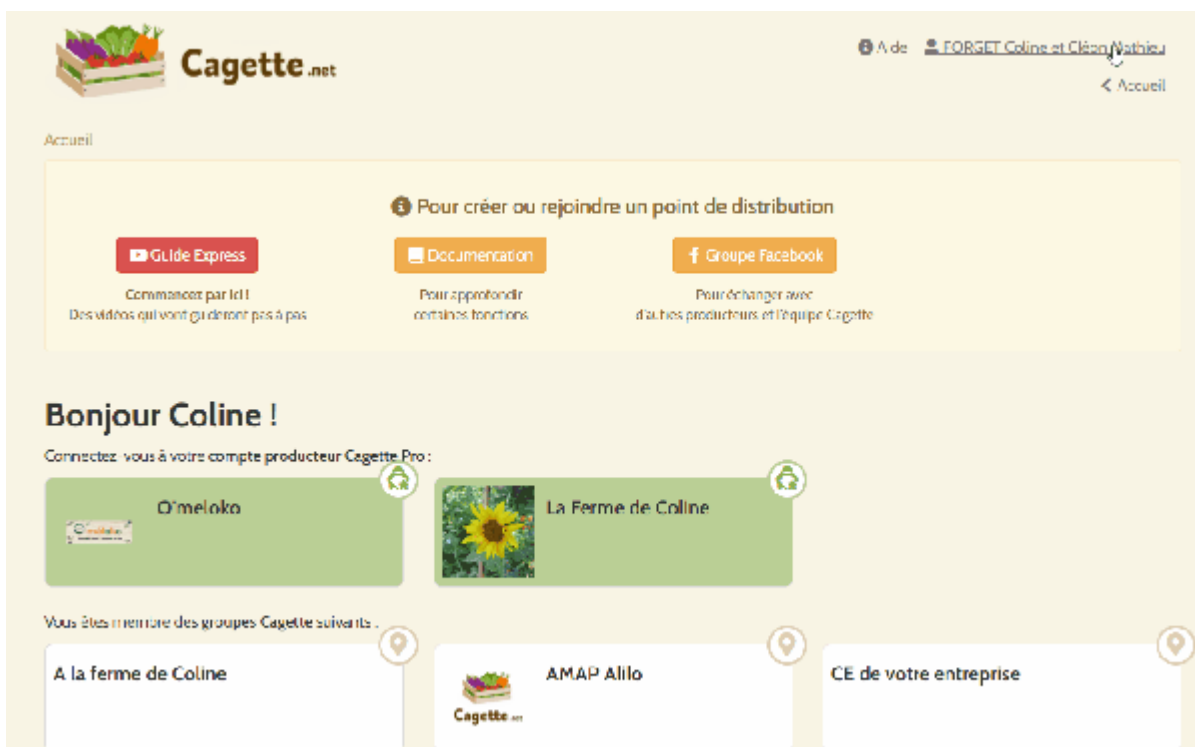 Cagette.net
Aide FORGET Coline et Cléon Mathieu
< Accueil
Accueil
Pour créer ou rejoindre un point de distribution
Guide Express
Documentation
Groupe Facebook
Commencez par ici !
Des vidéos qui vont guideront pas à pas
Pour approfondir
certaines fonctions
Pour échanger avec
d'autres producteurs et l'équipe Cagette
Bonjour Coline !
Connectez-vous à votre compte producteur Cagette Pro :
O'meloko
La Ferme de Coline
Vous êtes membre des groupes Cagette suivants :
A la ferme de Coline
AMAP Alilo
CE de votre entreprise
Cagette.net